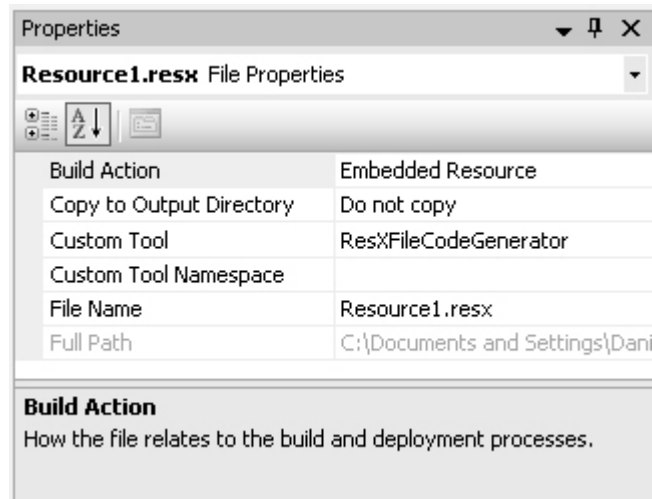 Properties
Resource1.resx File Properties
Build Action Embedded Resource
Copy to Output Directory Do not copy
Custom Tool ResXFileCodeGenerator
Custom Tool Namespace
File Name Resource1.resx
Full Path C:\Documents and Settings\Dani
Build Action
How the file relates to the build and deployment processes.